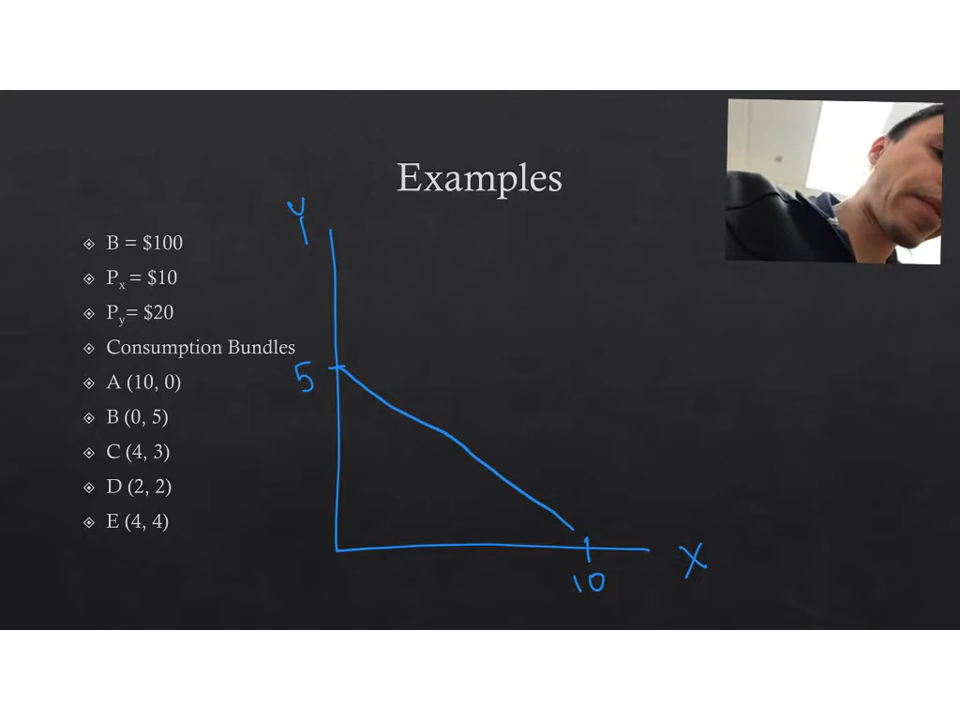 Examples
B = $100
Px = $10
Py= $20
Consumption Bundles
A (10, 0)
B (0, 5)
C (4, 3)
D (2, 2)
E (4, 4)
Y
5
10
X